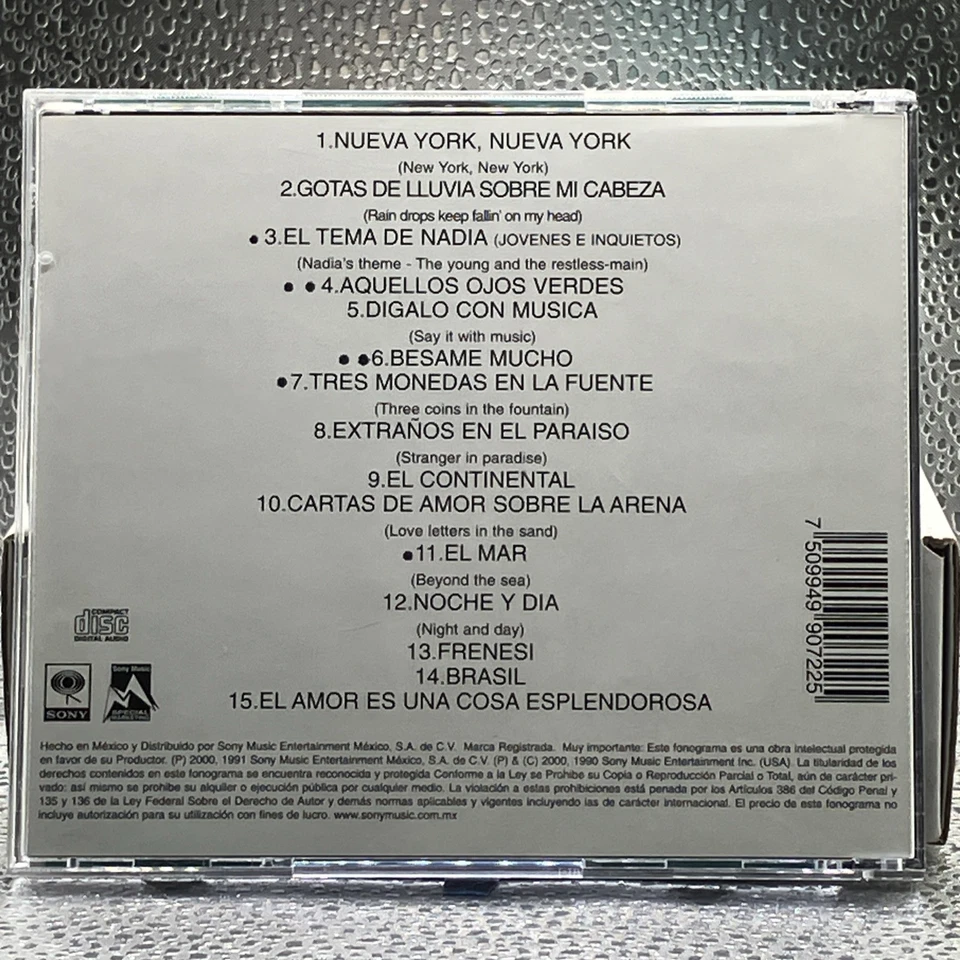 1.NUEVA YORK, NUEVA YORK
(New York, New York)
2.GOTAS DE LLUVIA SOBRE MI CABEZA
(Rain drops keep fallin' on my head)
• 3.EL TEMA DE NADIA (JOVENES E INQUIETOS)
(Nadia's theme - The young and the restless-main)
• • 4.AQUELLOS OJOS VERDES
5.DIGALO CON MUSICA
(Say it with music)
• •6.BESAME MUCHO
•7.TRES MONEDAS EN LA FUENTE
(Three coins in the fountain)
8.EXTRAÑOS EN EL PARAISO
(Stranger in paradise)
9.EL CONTINENTAL
10.CARTAS DE AMOR SOBRE LA ARENA
(Love letters in the sand)
•11.EL MAR
(Beyond the sea)
12.NOCHE Y DIA
(Night and day)
13.FRENESI
14.BRASIL
15.EL AMOR ES UNA COSA ESPLENDOROSA
7 509949 907225
COMPACT
disc
DIGITAL AUDIO
SONY
Sony Music
SPECIAL
MARKETING
Hecho en México y Distribuido por Sony Music Entertainment México, S.A. de C.V. Marca Registrada. Muy importante: Este fonograma es una obra intelectual protegida
en favor de su Productor. (P) 2000, 1991 Sony Music Entertainment México, S.A. de C.V. (P) & (C) 2000, 1990 Sony Music Entertainment Inc. (USA). La titularidad de los
derechos contenidos en este fonograma se encuentra reconocida y protegida Conforme a la Ley se Prohibe su Copia o Reproducción Parcial o Total, aún de carácter pri-
vado: así mismo se prohibe su alquiler o ejecución pública por cualquier medio. La violación a estas prohibiciones está penada por los Artículos 386 del Código Penal y
135 y 136 de la Ley Federal Sobre el Derecho de Autor y demás normas aplicables y vigentes incluyendo las de carácter internacional. El precio de este fonograma no
incluye autorización para su utilización con fines de lucro. www.sonymusic.com.mx